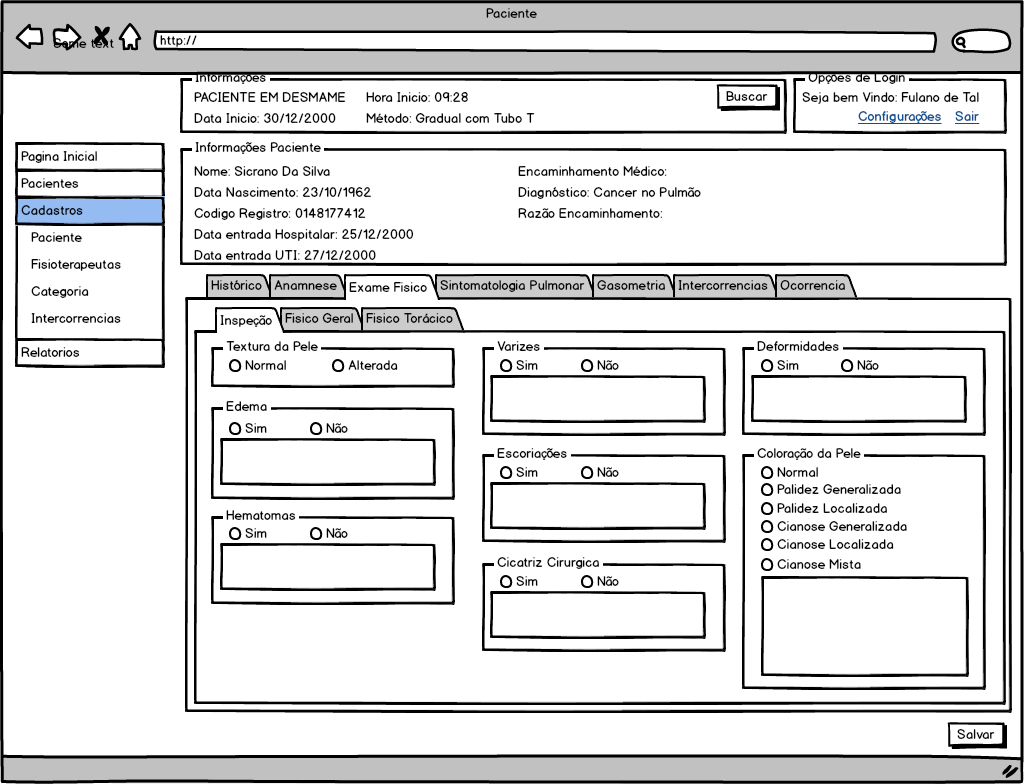 Paciente
Some text
http://
Informações
PACIENTE EM DESMAME
Hora Inicio: 09:28
Buscar
Data Inicio: 30/12/2000
Método: Gradual com Tubo T
Opções de Login
Seja bem Vindo: Fulano de Tal
Configurações
Sair
Pagina Inicial
Pacientes
Cadastros
Paciente
Fisioterapeutas
Categoria
Intercorrencias
Relatorios
Informações Paciente
Nome: Sicrano Da Silva
Data Nascimento: 23/10/1962
Codigo Registro: 0148177412
Data entrada Hospitalar: 25/12/2000
Data entrada UTI: 27/12/2000
Encaminhamento Médico:
Diagnóstico: Cancer no Pulmão
Razão Encaminhamento:
Histórico
Anamnese
Exame Fisico
Sintomatologia Pulmonar
Gasometria
Intercorrencias
Ocorrencia
Inspeção
Fisico Geral
Fisico Torácico
Textura da Pele
Normal
Alterada
Edema
Sim
Não
Hematomas
Sim
Não
Varizes
Sim
Não
Escoriações
Sim
Não
Cicatriz Cirurgica
Sim
Não
Deformidades
Sim
Não
Coloração da Pele
Normal
Palidez Generalizada
Palidez Localizada
Cianose Generalizada
Cianose Localizada
Cianose Mista
Salvar